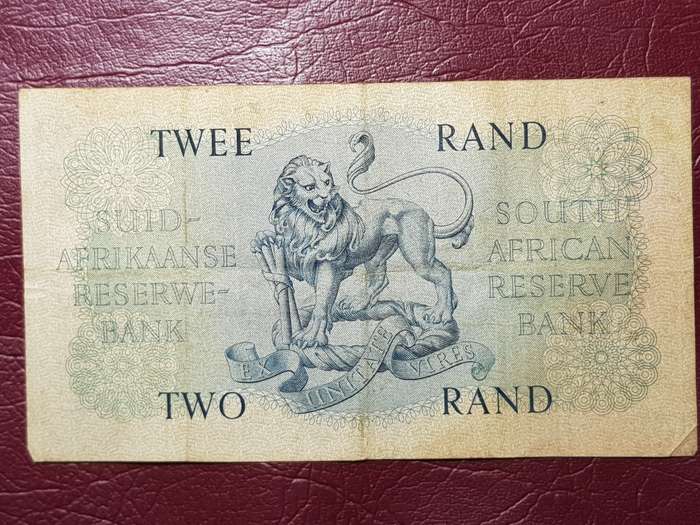 TWEE RAND
SUID-
AFRIKAANSE
RESERWE-
BANK
SOUTH
AFRICAN
RESERVE
BANK
EX UNITATE VIRES
TWO RAND